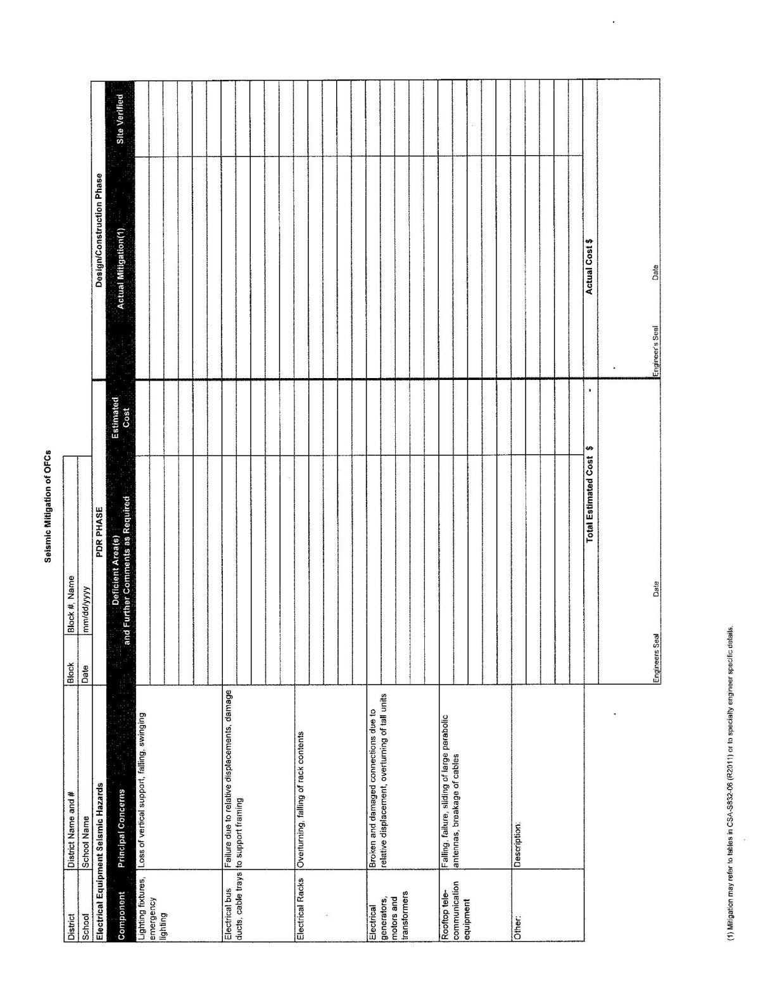 Seismic Mitigation of OFCs
District District Name and # Block Block #, Name
School School Name Date mm/dd/yyyy
Electrical Equipment Seismic Hazards PDR PHASE Design/Construction Phase
Component Principal Concerns Deficient Area(s)
and Further Comments as Required Estimated
Cost Actual Mitigation(1) Site Verified
Lighting fixtures, Loss of vertical support, falling, swinging
emergency
lighting
Electrical bus Failure due to relative displacements, damage
ducts, cable trays to support framing
Electrical Racks Overturning, falling of rack contents
Electrical Broken and damaged connections due to
generators, relative displacement, overturning of tall units
motors and
transformers
Rooftop tele- Falling, failure, sliding of large parabolic
communication antennas, breakage of cables
equipment
Other: Description:
Total Estimated Cost $ - Actual Cost $
Engineers Seal Date Engineer's Seal Date
(1) Mitigation may refer to tables in CSA-S832-06 (R2011) or to specialty engineer specific details.